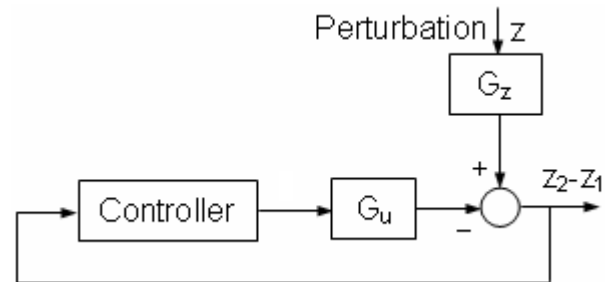 Perturbation z
G_z
+
z_2-z_1
Controller
G_u
−